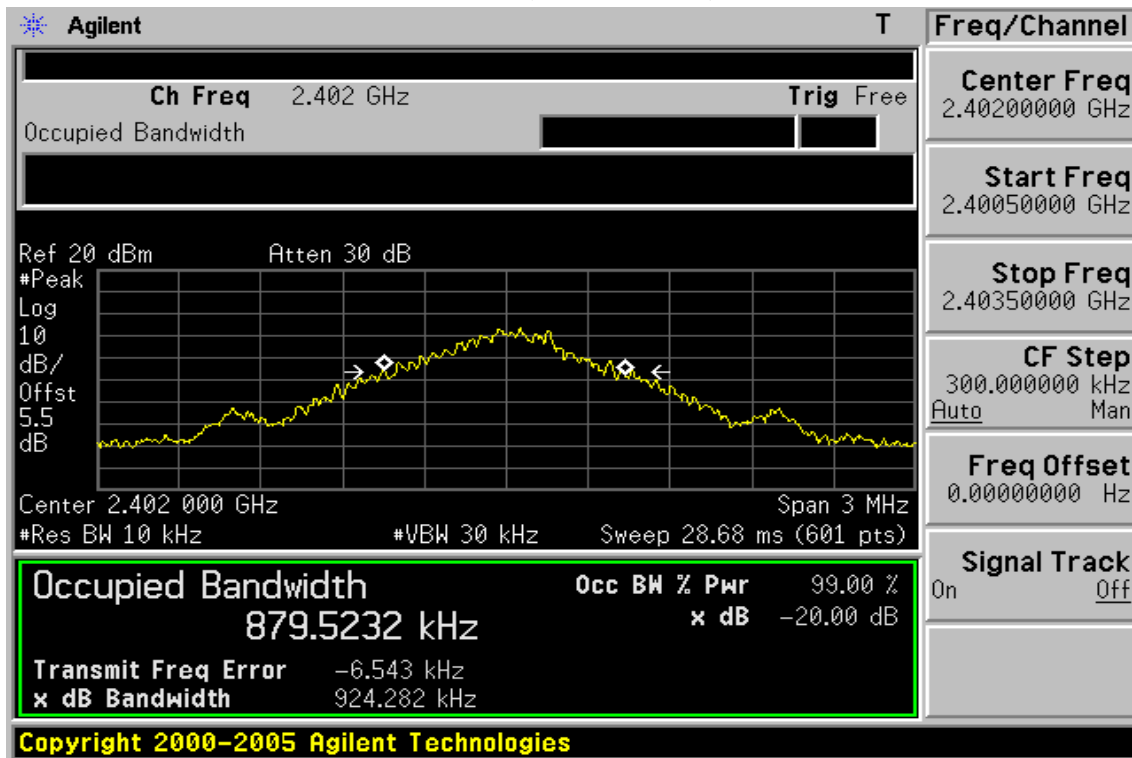 Agilent T
Freq/Channel
Ch Freq 2.402 GHz Trig Free
Occupied Bandwidth
Center Freq
2.40200000 GHz
Start Freq
2.40050000 GHz
Stop Freq
2.40350000 GHz
CF Step
300.000000 kHz
Auto Man
Freq Offset
0.00000000 Hz
Signal Track
On Off
Ref 20 dBm Atten 30 dB
#Peak
Log
10
dB/
Offst
5.5
dB
Center 2.402 000 GHz Span 3 MHz
#Res BW 10 kHz #VBW 30 kHz Sweep 28.68 ms (601 pts)
Occupied Bandwidth
879.5232 kHz
Occ BW % Pwr 99.00 %
x dB -20.00 dB
Transmit Freq Error -6.543 kHz
x dB Bandwidth 924.282 kHz
Copyright 2000-2005 Agilent Technologies